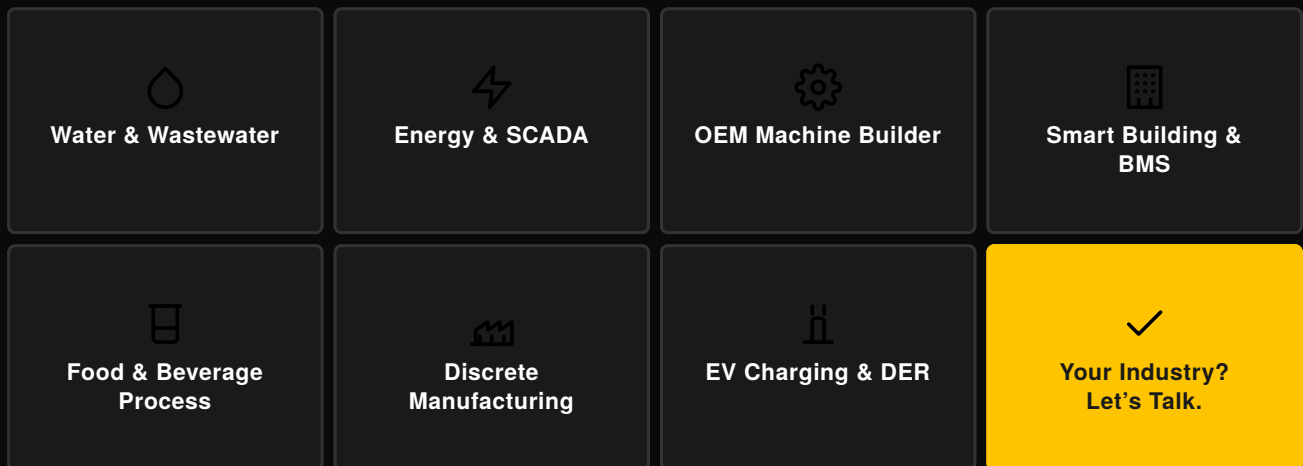 Water & Wastewater
Energy & SCADA
OEM Machine Builder
Smart Building &
BMS
Food & Beverage
Process
Discrete
Manufacturing
EV Charging & DER
Your Industry?
Let’s Talk.